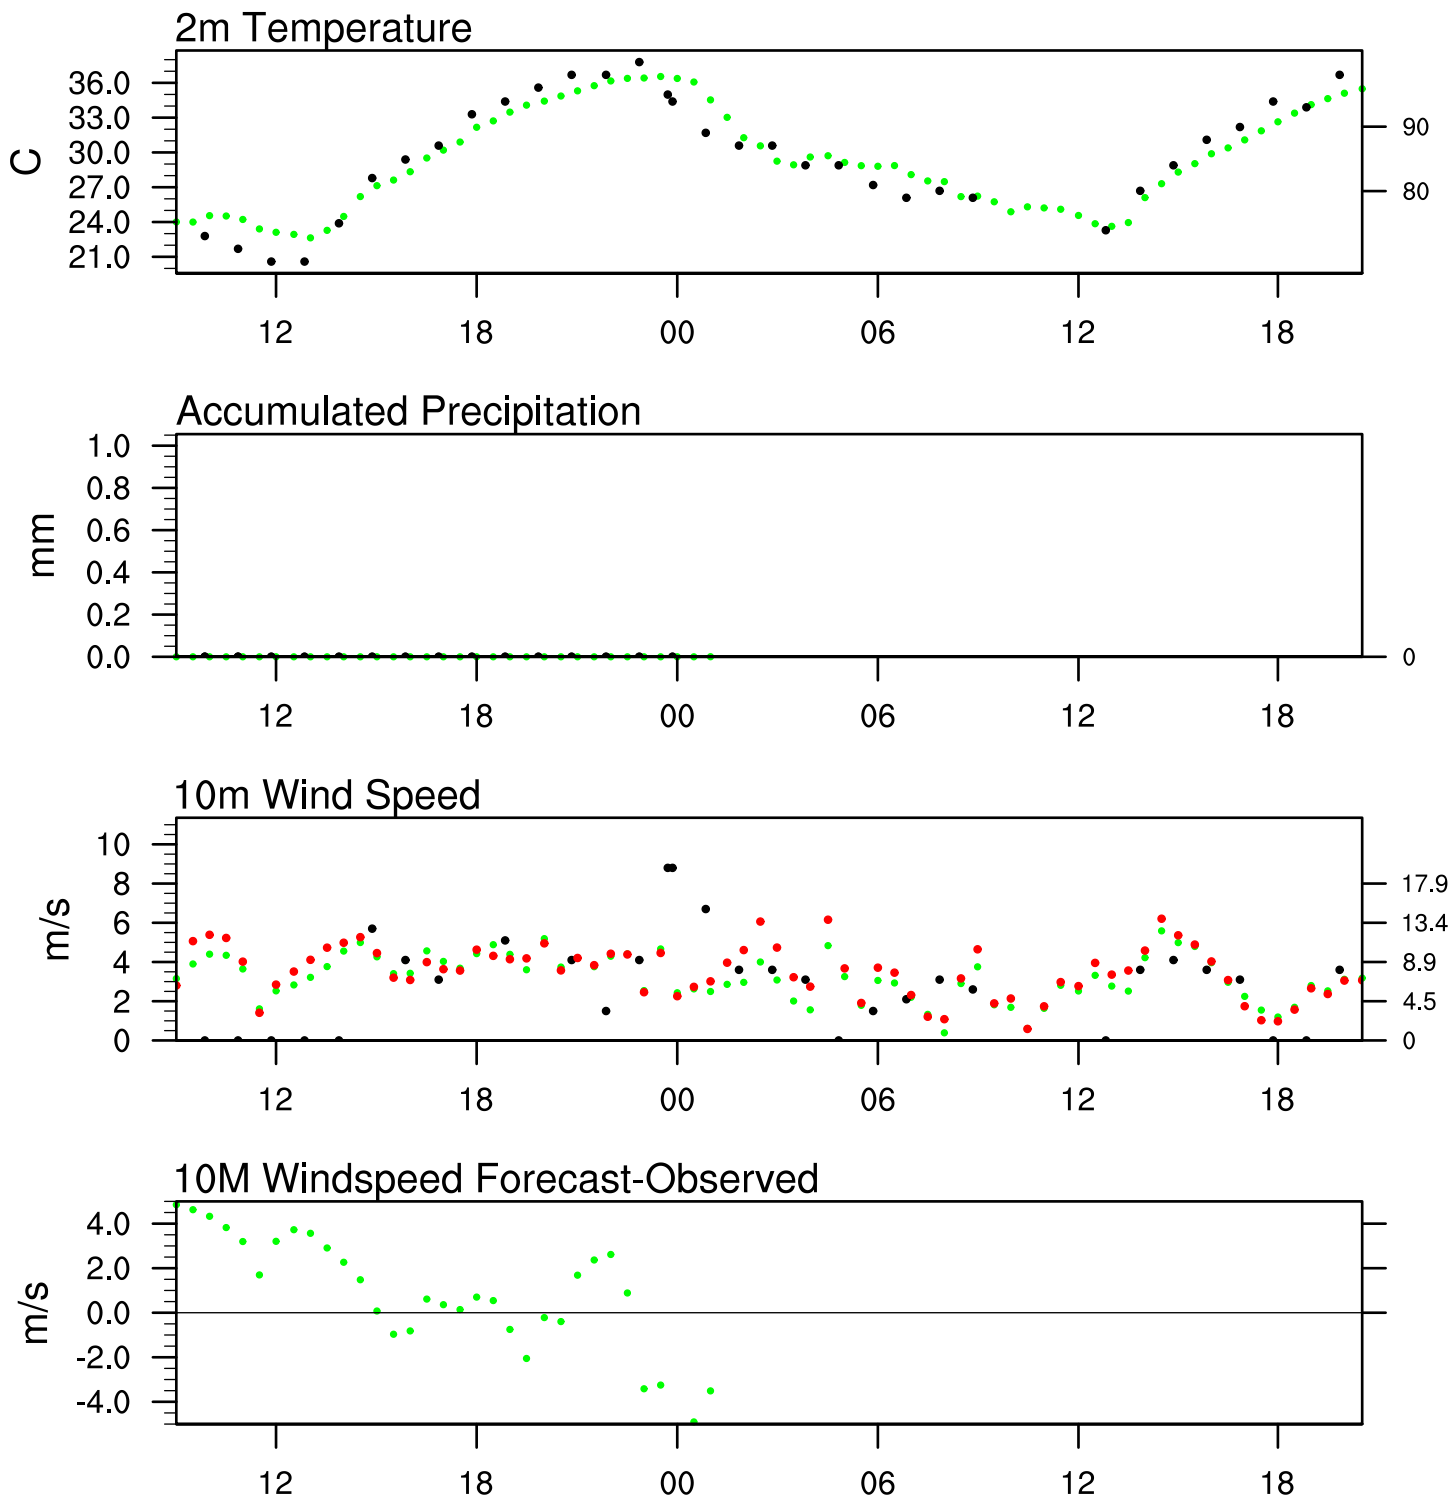 2m Temperature
C
36.0
33.0
30.0
27.0
24.0
21.0
90
80
12 18 00 06 12 18
Accumulated Precipitation
mm
1.0
0.8
0.6
0.4
0.2
0.0
0
12 18 00 06 12 18
10m Wind Speed
m/s
10
8
6
4
2
0
17.9
13.4
8.9
4.5
0
12 18 00 06 12 18
10M Windspeed Forecast-Observed
m/s
4.0
2.0
0.0
-2.0
-4.0
12 18 00 06 12 18